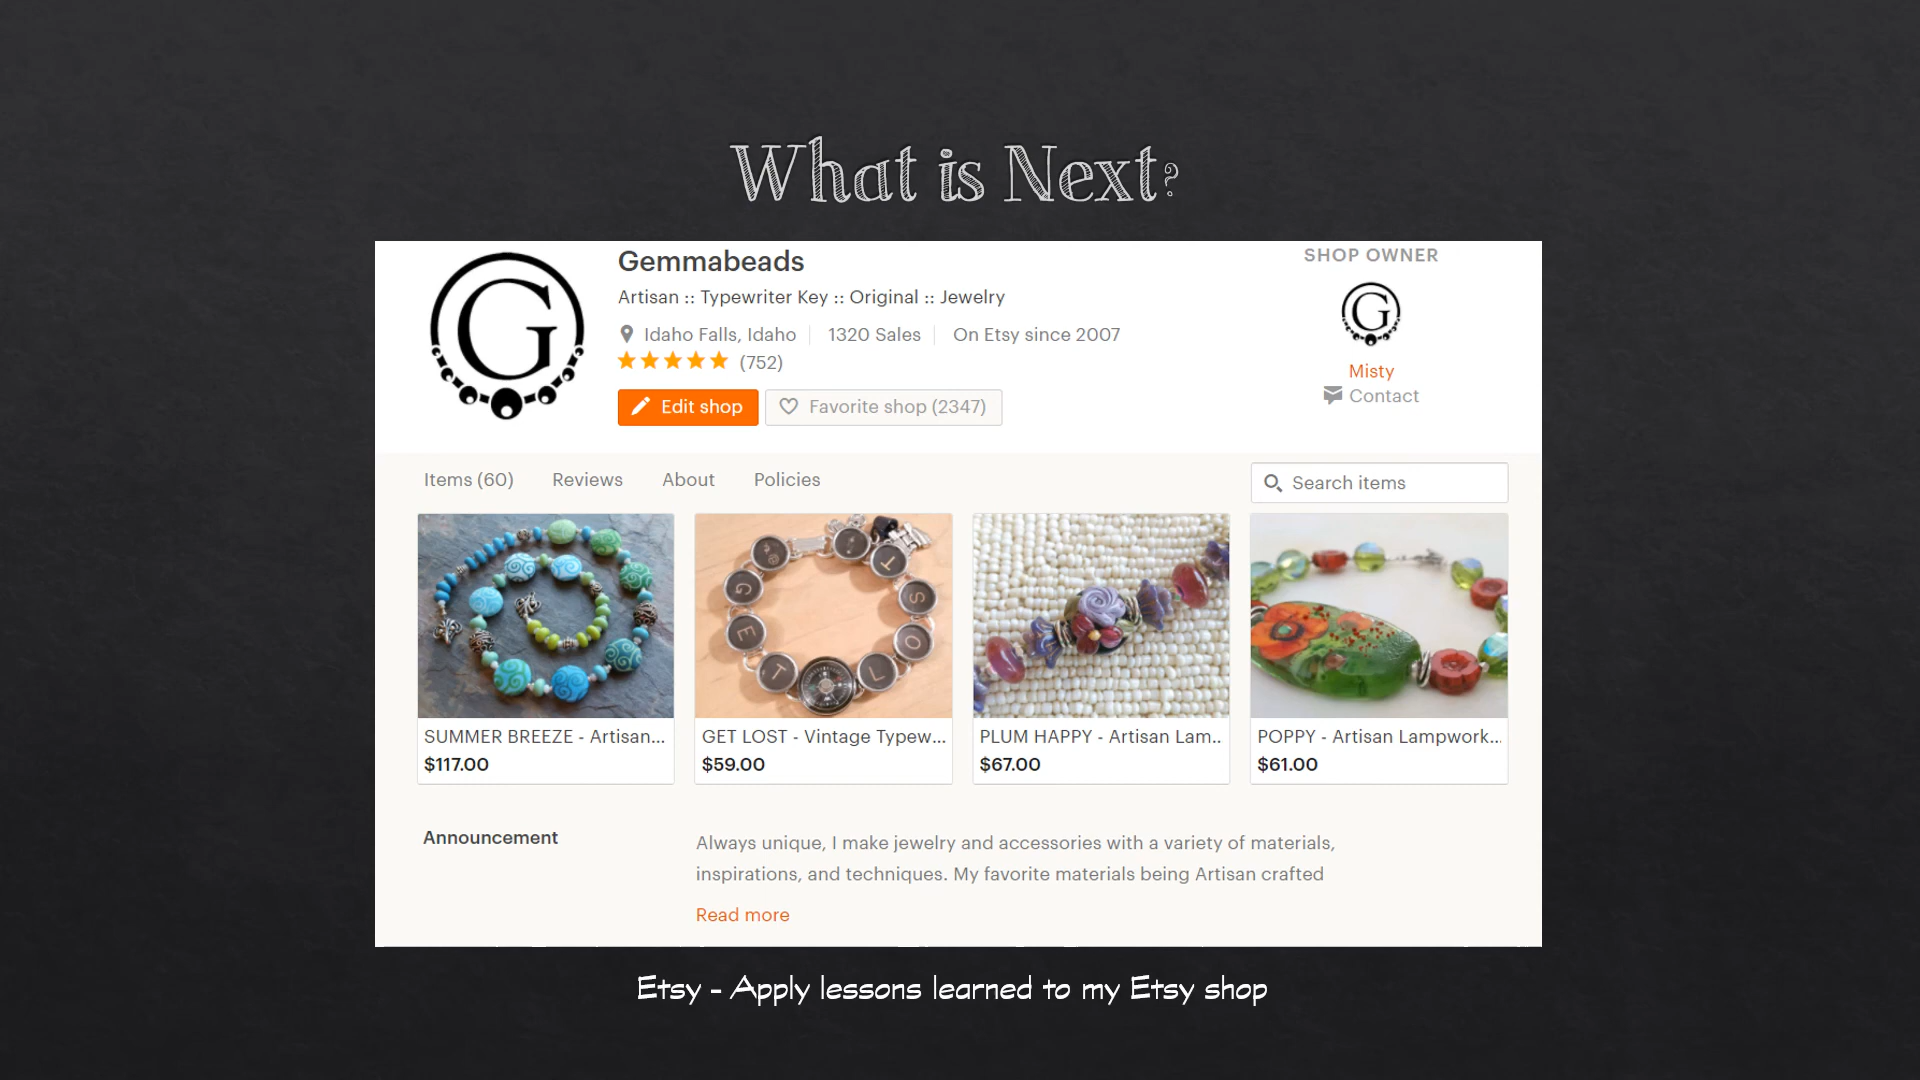 What is Next?
G
Gemmabeads
Artisan :: Typewriter Key :: Original :: Jewelry
Idaho Falls, Idaho | 1320 Sales | On Etsy since 2007
(752)
Edit shop
Favorite shop (2347)
SHOP OWNER
G
Misty
Contact
Items (60)
Reviews
About
Policies
Search items
G E T L O S T
SUMMER BREEZE - Artisan...
$117.00
GET LOST - Vintage Typew...
$59.00
PLUM HAPPY - Artisan Lam..
$67.00
POPPY - Artisan Lampwork...
$61.00
Announcement
Always unique, I make jewelry and accessories with a variety of materials,
inspirations, and techniques. My favorite materials being Artisan crafted
Read more
Etsy - Apply lessons learned to my Etsy shop